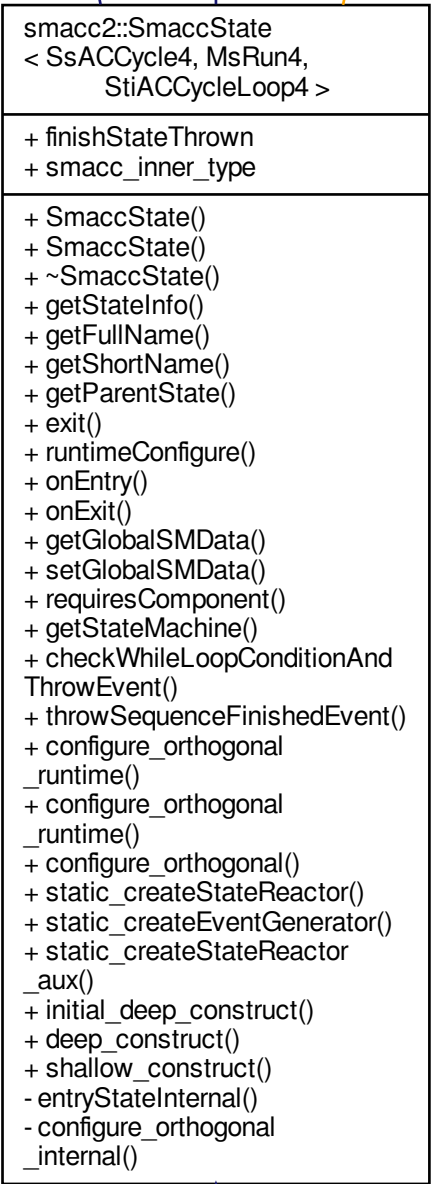 smacc2::SmaccState
< SsACCycle4, MsRun4,
StiACCycleLoop4 >
+ finishStateThrown
+ smacc_inner_type
+ SmaccState()
+ SmaccState()
+ ~SmaccState()
+ getStateInfo()
+ getFullName()
+ getShortName()
+ getParentState()
+ exit()
+ runtimeConfigure()
+ onEntry()
+ onExit()
+ getGlobalSMData()
+ setGlobalSMData()
+ requiresComponent()
+ getStateMachine()
+ checkWhileLoopConditionAnd
ThrowEvent()
+ throwSequenceFinishedEvent()
+ configure_orthogonal
_runtime()
+ configure_orthogonal
_runtime()
+ configure_orthogonal()
+ static_createStateReactor()
+ static_createEventGenerator()
+ static_createStateReactor
_aux()
+ initial_deep_construct()
+ deep_construct()
+ shallow_construct()
- entryStateInternal()
- configure_orthogonal
_internal()